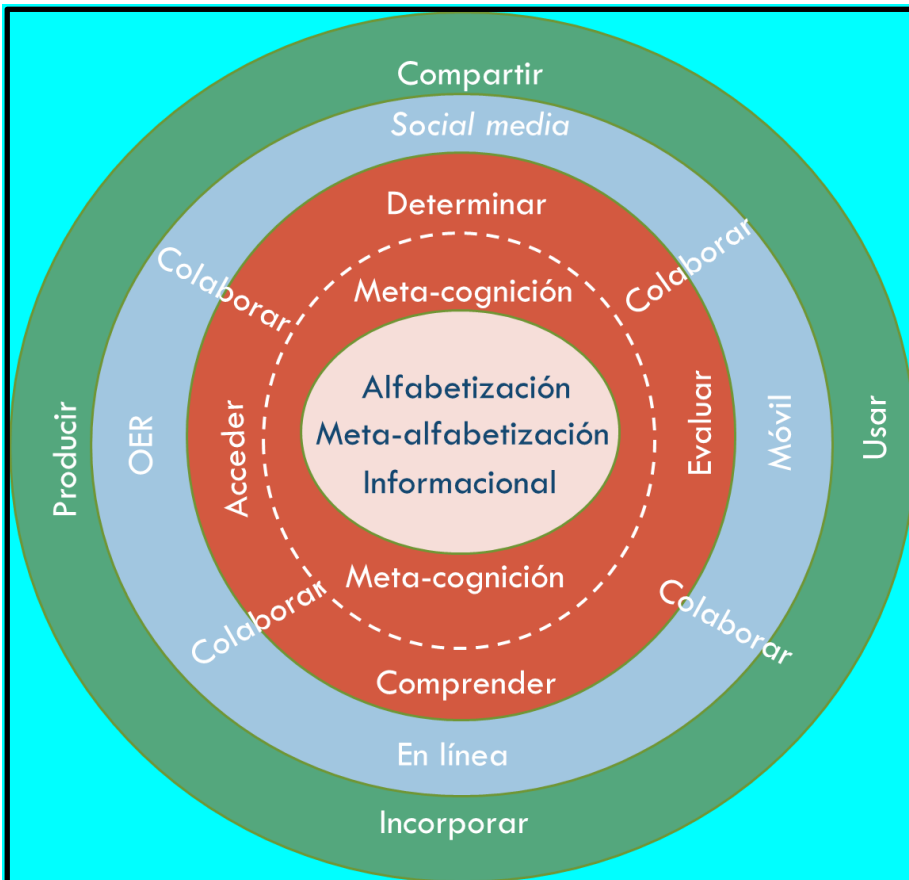 Compartir
Social media
Determinar
Colaborar
Colaborar
Meta-cognición
Alfabetización
Meta-alfabetización
Informacional
Producir
OER
Acceder
Evaluar
Móvil
Usar
Meta-cognición
Colaborar
Colaborar
Comprender
En línea
Incorporar